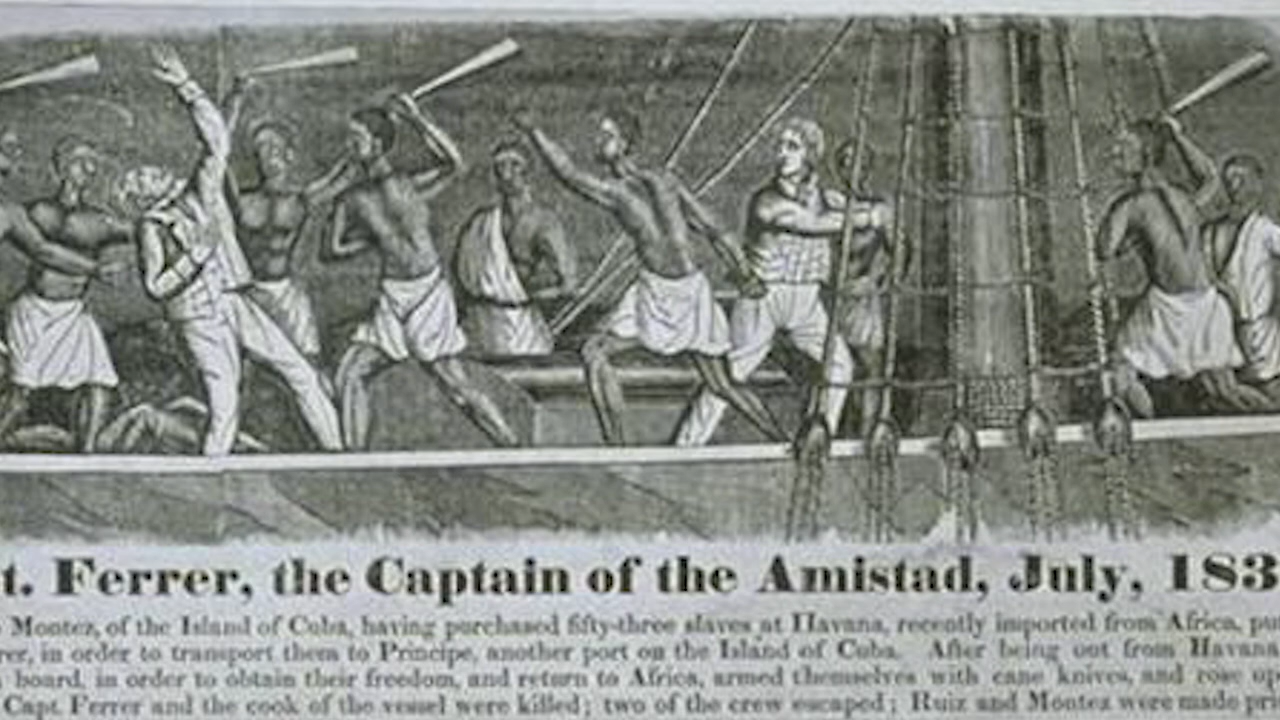 t. Ferrer, the Captain of the Amistad, July, 183
Montez, of the Island of Cuba, having purchased fifty-three slaves at Havana, recently imported from Africa, pu
rer, in order to transport them to Principe, another port on the Island of Cuba. After being out from Havana
board, in order to obtain their freedom, and return to Africa, armed themselves with cane knives, and rose up
Capt. Ferrer and the cook of the vessel were killed; two of the crew escaped; Ruiz and Montez were made pri